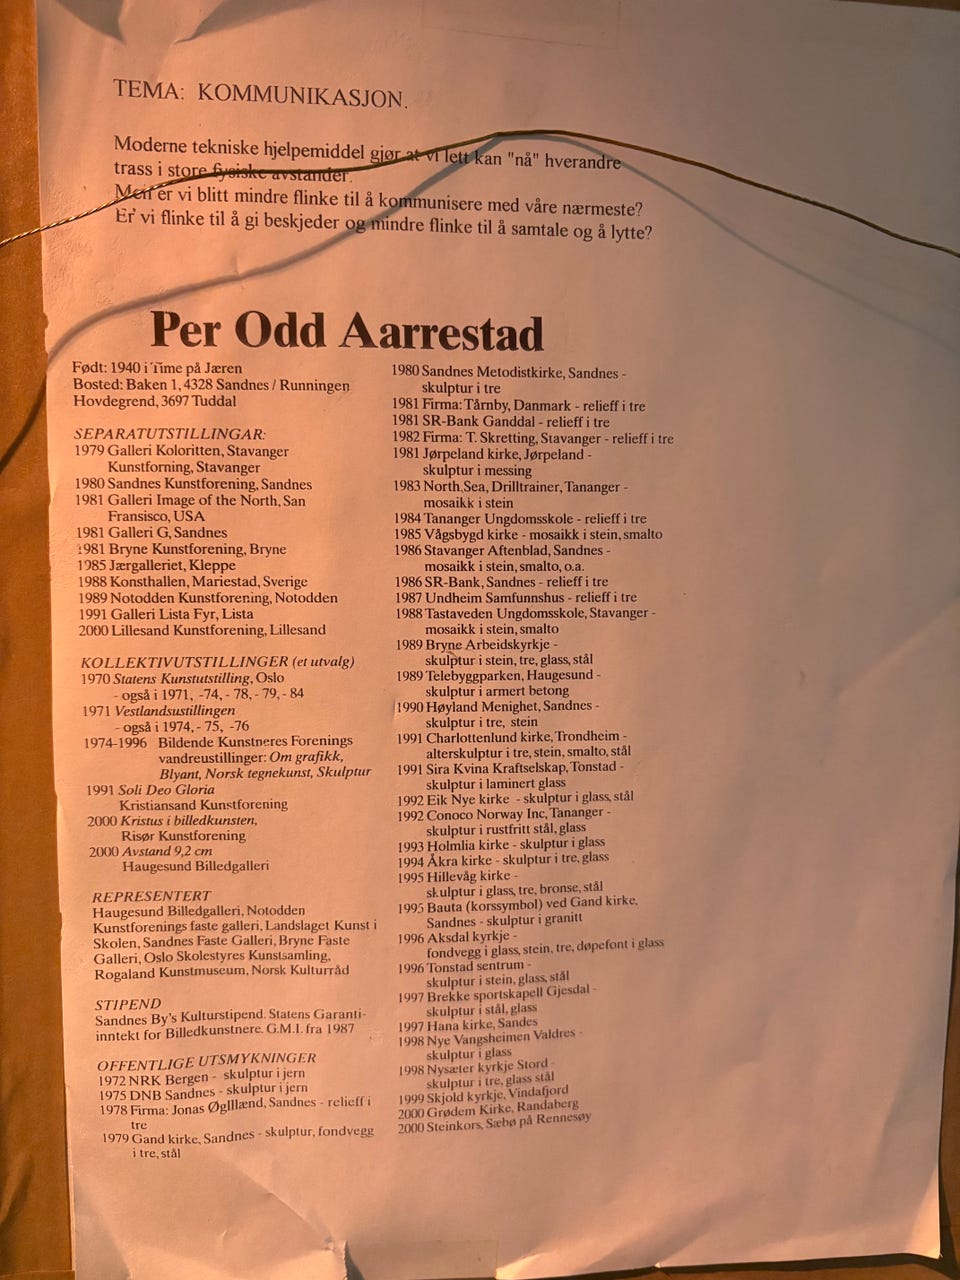 TEMA: KOMMUNIKASJON.
Moderne tekniske hjelpemiddel gjør at vi lett kan "nå" hverandre
trass i store fysiske avstander.
Men er vi blitt mindre flinke til å kommunisere med våre nærmeste?
Er vi flinke til å gi beskjeder og mindre flinke til å samtale og å lytte?
Per Odd Aarrestad
Født: 1940 i Time på Jæren
Bosted: Baken 1, 4328 Sandnes / Runningen
Hovdegrend, 3697 Tuddal
SEPARATUTSTILLINGAR:
1979 Galleri Koloritten, Stavanger
Kunstforning, Stavanger
1980 Sandnes Kunstforening, Sandnes
1981 Galleri Image of the North, San
Fransisco, USA
1981 Galleri G, Sandnes
1981 Bryne Kunstforening, Bryne
1985 Jærgalleriet, Kleppe
1988 Konsthallen, Mariestad, Sverige
1989 Notodden Kunstforening, Notodden
1991 Galleri Lista Fyr, Lista
2000 Lillesand Kunstforening, Lillesand
KOLLEKTIVUTSTILLINGER (et utvalg)
1970 Statens Kunstutstilling, Oslo
- også i 1971, -74, - 78, - 79, - 84
1971 Vestlandsustillingen
- også i 1974, - 75, -76
1974-1996 Bildende Kunstneres Forenings
vandreustillinger: Om grafikk,
Blyant, Norsk tegnekunst, Skulptur
1991 Soli Deo Gloria
Kristiansand Kunstforening
2000 Kristus i billedkunsten,
Risør Kunstforening
2000 Avstand 9,2 cm
Haugesund Billedgalleri
REPRESENTERT
Haugesund Billedgalleri, Notodden
Kunstforenings faste galleri, Landslaget Kunst i
Skolen, Sandnes Faste Galleri, Bryne Faste
Galleri, Oslo Skolestyres Kunstsamling,
Rogaland Kunstmuseum, Norsk Kulturråd
STIPEND
Sandnes By's Kulturstipend. Statens Garanti-
inntekt for Billedkunstnere. G.M.I. fra 1987
OFFENTLIGE UTSMYKNINGER
1972 NRK Bergen - skulptur i jern
1975 DNB Sandnes - skulptur i jern
1978 Firma: Jonas Øglllænd, Sandnes - relieff i
tre
1979 Gand kirke, Sandnes - skulptur, fondvegg
i tre, stål
1980 Sandnes Metodistkirke, Sandnes -
skulptur i tre
1981 Firma: Tårnby, Danmark - relieff i tre
1981 SR-Bank Ganddal - relieff i tre
1982 Firma: T. Skretting, Stavanger - relieff i tre
1981 Jørpeland kirke, Jørpeland -
skulptur i messing
1983 North Sea, Drilltrainer, Tananger -
mosaikk i stein
1984 Tananger Ungdomsskole - relieff i tre
1985 Vågsbygd kirke - mosaikk i stein, smalto
1986 Stavanger Aftenblad, Sandnes -
mosaikk i stein, smalto, o.a.
1986 SR-Bank, Sandnes - relieff i tre
1987 Undheim Samfunnshus - relieff i tre
1988 Tastaveden Ungdomsskole, Stavanger -
mosaikk i stein, smalto
1989 Bryne Arbeidskyrkje -
skulptur i stein, tre, glass, stål
1989 Telebyggparken, Haugesund -
skulptur i armert betong
1990 Høyland Menighet, Sandnes -
skulptur i tre, stein
1991 Charlottenlund kirke, Trondheim -
alterskulptur i tre, stein, smalto, stål
1991 Sira Kvina Kraftselskap, Tonstad -
skulptur i laminert glass
1992 Eik Nye kirke - skulptur i glass, stål
1992 Conoco Norway Inc, Tananger -
skulptur i rustfritt stål, glass
1993 Holmlia kirke - skulptur i glass
1994 Åkra kirke - skulptur i tre, glass
1995 Hillevåg kirke -
skulptur i glass, tre, bronse, stål
1995 Bauta (korssymbol) ved Gand kirke,
Sandnes - skulptur i granitt
1996 Aksdal kyrkje -
fondvegg i glass, stein, tre, døpefont i glass
1996 Tonstad sentrum -
skulptur i stein, glass, stål
1997 Brekke sportskapell Gjesdal -
skulptur i stål, glass
1997 Hana kirke, Sandes
1998 Nye Vangsheimen Valdres -
skulptur i glass
1998 Nysæter kyrkje Stord -
skulptur i tre, glass stål
1999 Skjold kyrkje, Vindafjord
2000 Grødem Kirke, Randaberg
2000 Steinkors, Sæbø på Rennesøy